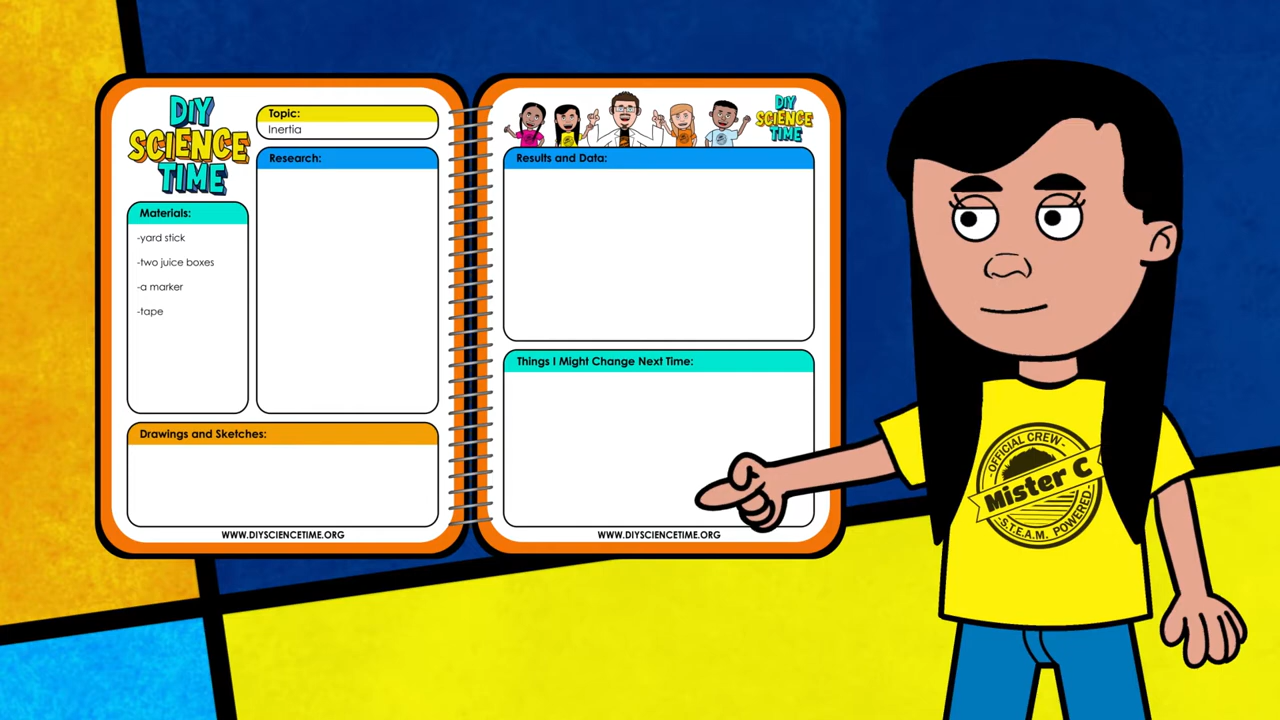 DIY
SCIENCE
TIME
Topic:
Inertia
Research:
Materials:
-yard stick
-two juice boxes
-a marker
-tape
Drawings and Sketches:
WWW.DIYSCIENCETIME.ORG
DIY
SCIENCE
TIME
Results and Data:
Things I Might Change Next Time:
WWW.DIYSCIENCETIME.ORG
OFFICIAL CREW
Mister C
S.T.E.A.M. POWERED